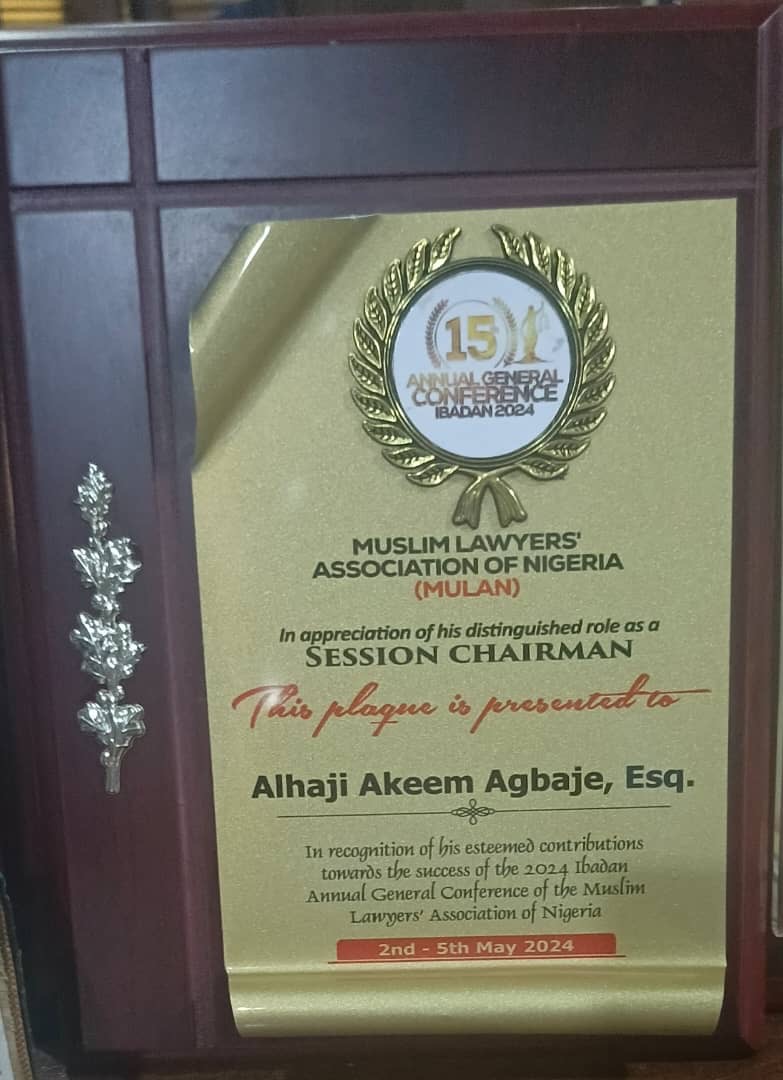 15
ANNUAL GENERAL
CONFERENCE
IBADAN 2024
MUSLIM LAWYERS'
ASSOCIATION OF NIGERIA
(MULAN)
In appreciation of his distinguished role as a
SESSION CHAIRMAN
This plaque is presented to
Alhaji Akeem Agbaje, Esq.
In recognition of his esteemed contributions
towards the success of the 2024 Ibadan
Annual General Conference of the Muslim
Lawyers' Association of Nigeria
2nd - 5th May 2024